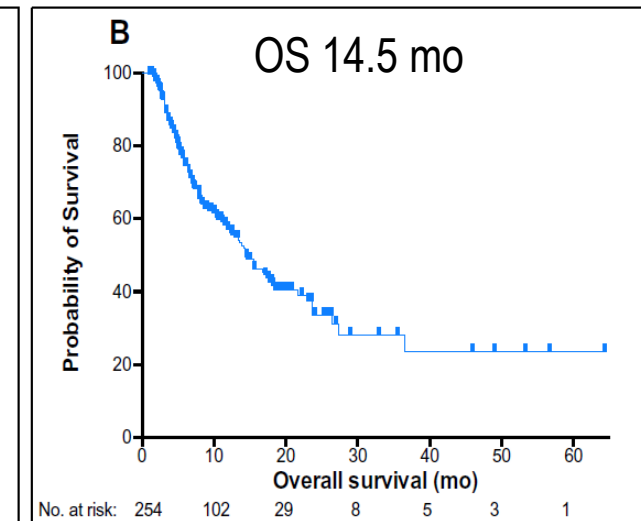 B
OS 14.5 mo
Probability of Survival
100
80
60
40
20
0
0 10 20 30 40 50 60
Overall survival (mo)
No. at risk: 254 102 29 8 5 3 1